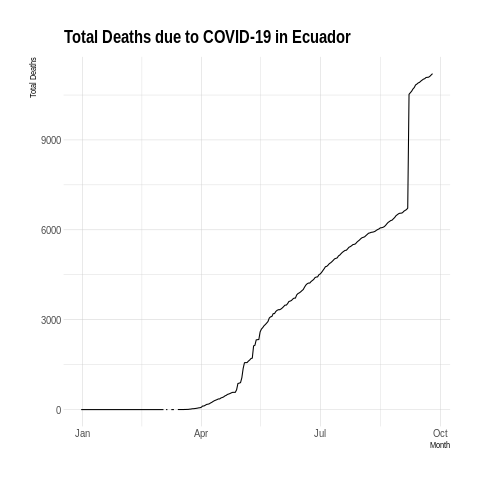 Total Deaths due to COVID-19 in Ecuador
Total Deaths
9000
6000
3000
0
Jan Apr Jul Oct
Month